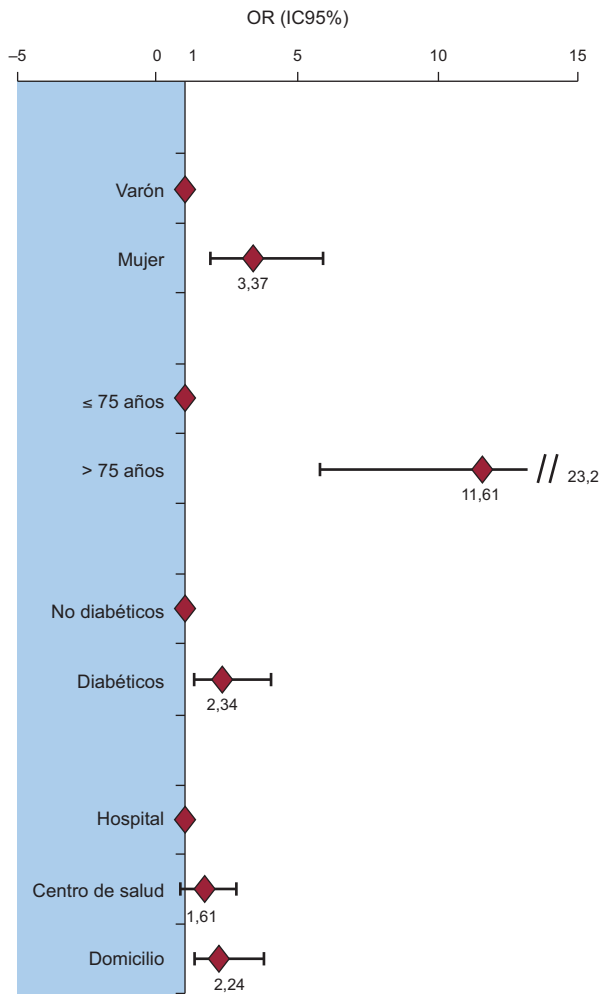 OR (IC95%)
–5 0 1 5 10 15
Varón
Mujer
3,37
≤ 75 años
> 75 años
11,61
23,2
No diabéticos
Diabéticos
2,34
Hospital
Centro de salud
1,61
Domicilio
2,24